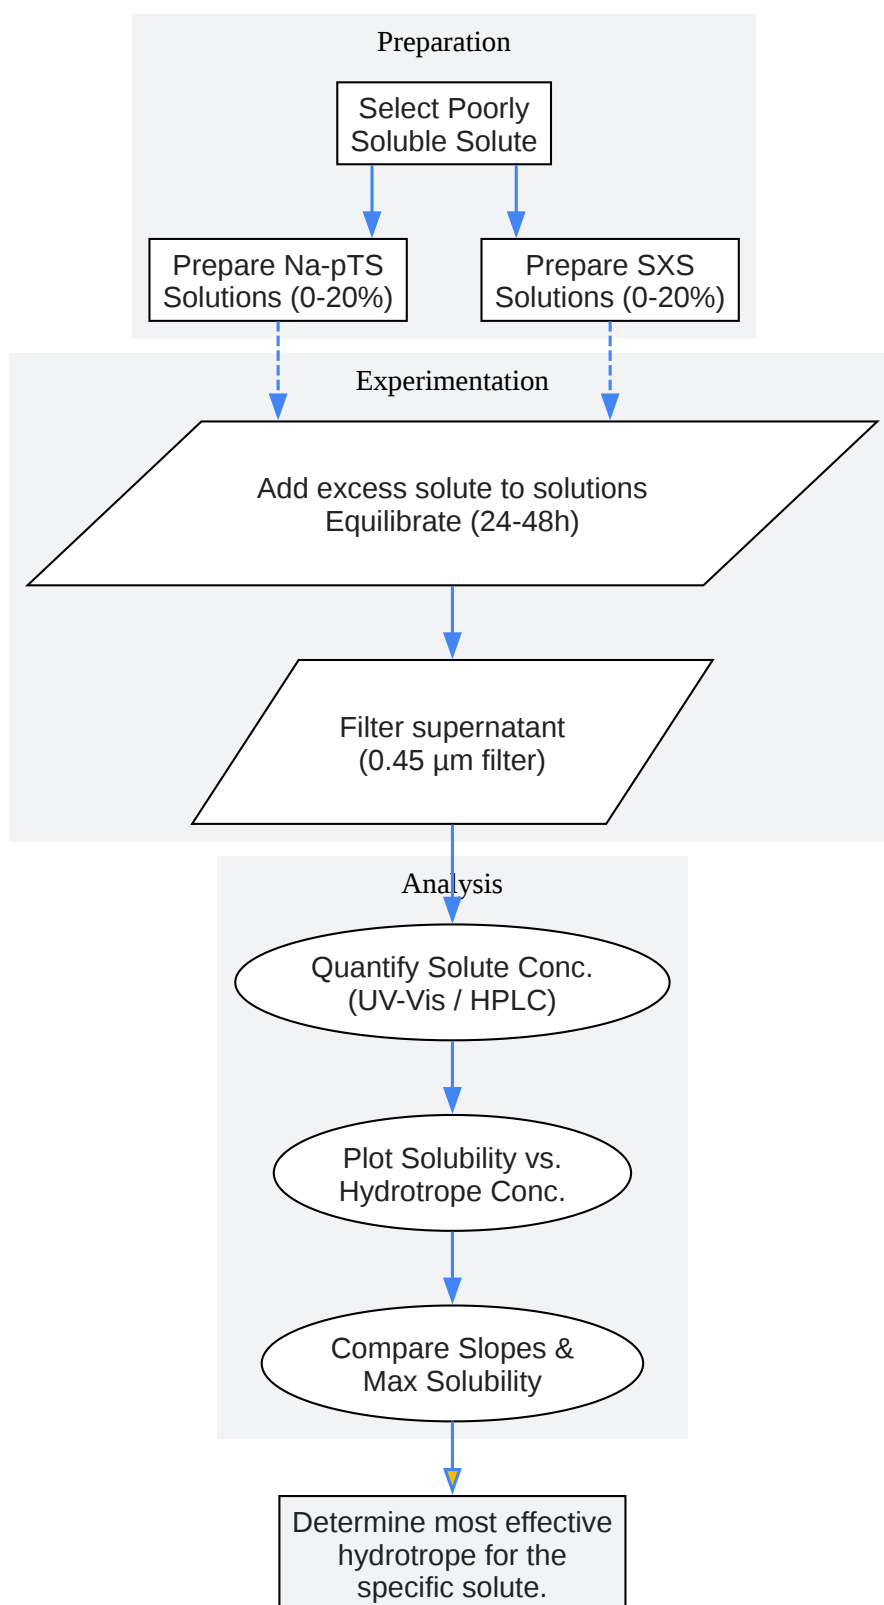 Preparation
Select Poorly
Soluble Solute
Prepare Na-pTS
Solutions (0-20%)
Prepare SXS
Solutions (0-20%)
Experimentation
Add excess solute to solutions
Equilibrate (24-48h)
Filter supernatant
(0.45 µm filter)
Analysis
Quantify Solute Conc.
(UV-Vis / HPLC)
Plot Solubility vs.
Hydrotrope Conc.
Compare Slopes &
Max Solubility
Determine most effective
hydrotrope for the
specific solute.